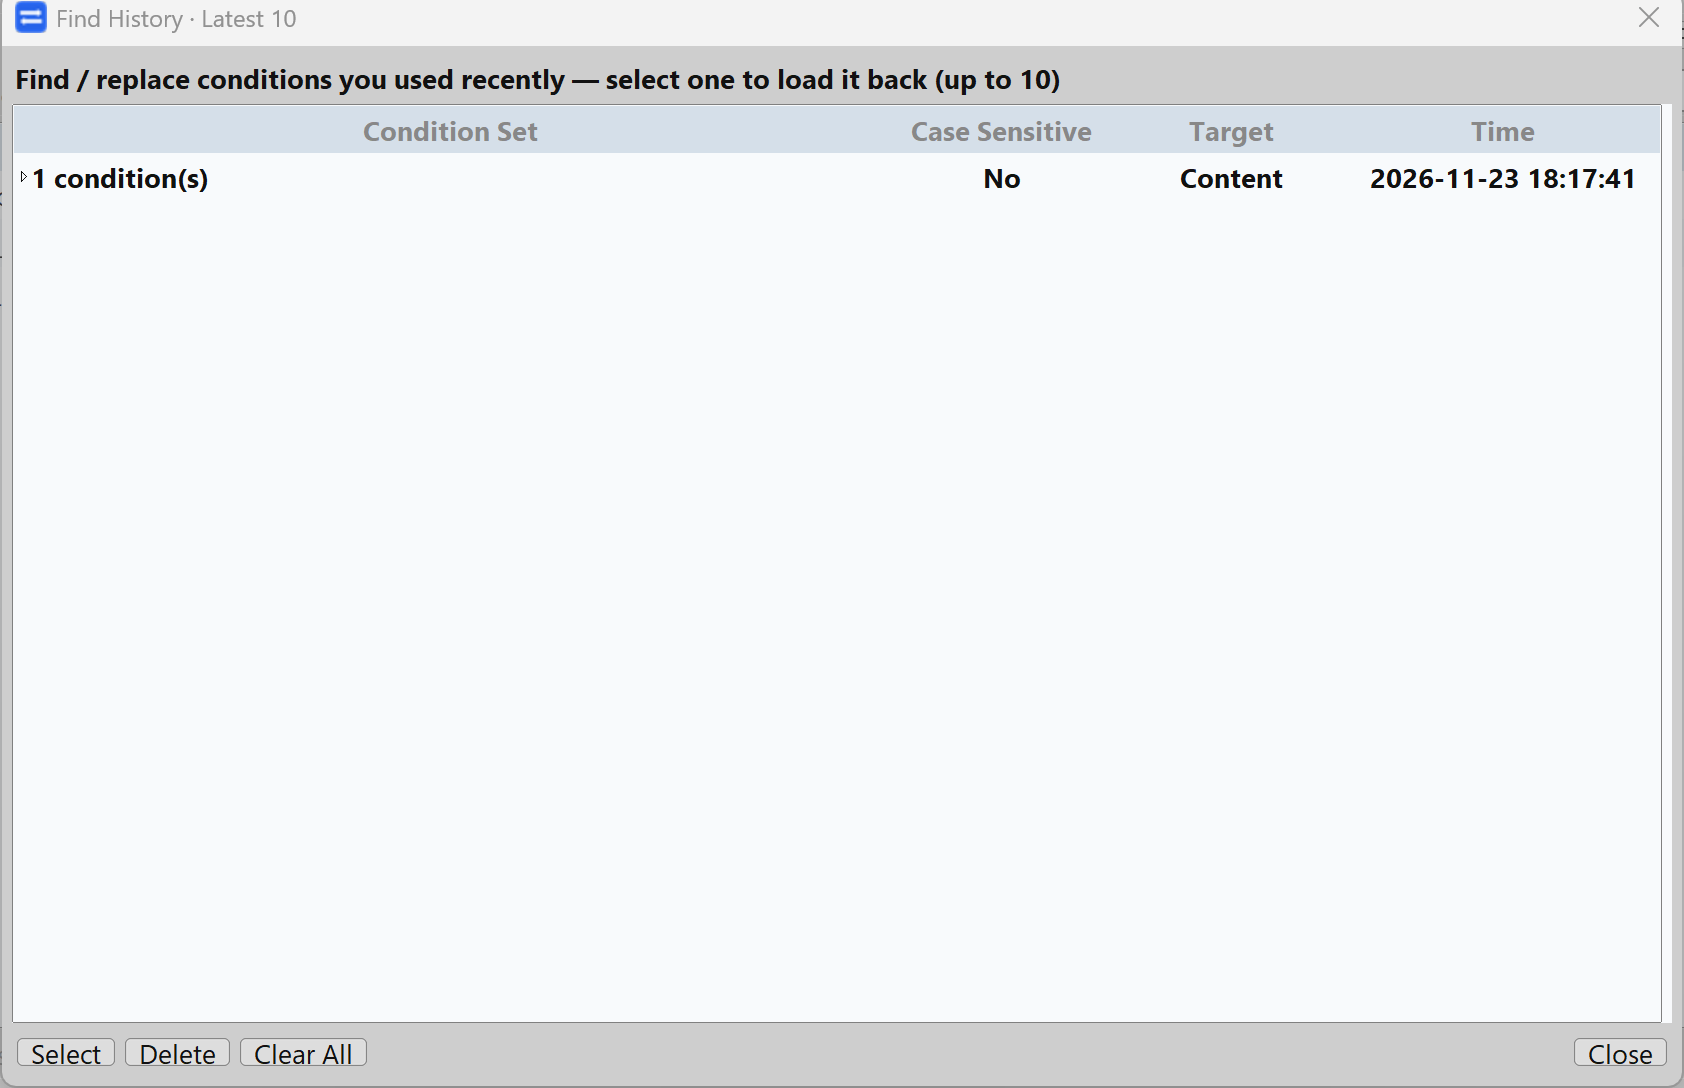 Find History · Latest 10
Find / replace conditions you used recently — select one to load it back (up to 10)
Condition Set Case Sensitive Target Time
1 condition(s) No Content 2026-11-23 18:17:41
Select Delete Clear All Close